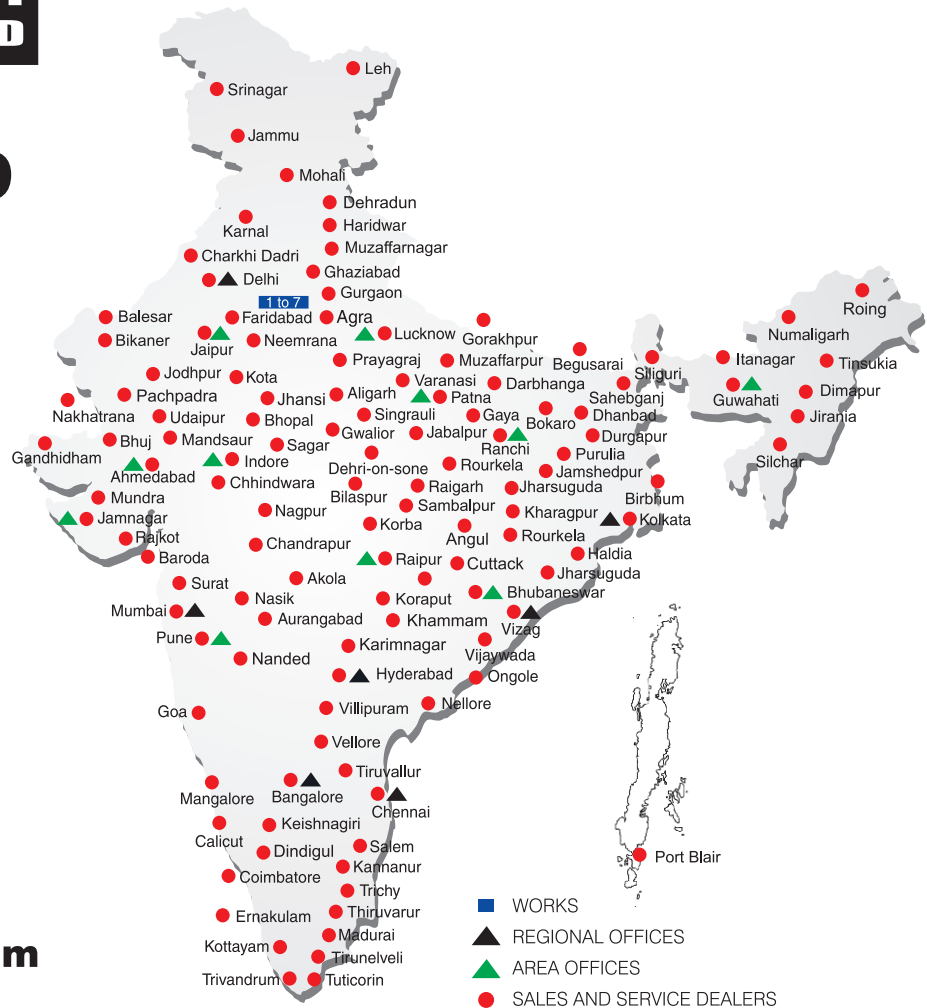 D
Leh
Srinagar
Jammu
Mohali
Dehradun
Karnal
Haridwar
Muzaffarnagar
Charkhi Dadri
Ghaziabad
Delhi
Gurgaon
1 to 7
Roing
Balesar
Faridabad
Agra
Lucknow
Gorakhpur
Numaligarh
Bikaner
Jaipur
Neemrana
Prayagraj
Muzaffarpur
Begusarai
Siliguri
Itanagar
Tinsukia
Jodhpur
Kota
Varanasi
Darbhanga
Sahebganj
Guwahati
Dimapur
Nakhatrana
Pachpadra
Jhansi
Aligarh
Patna
Udaipur
Bhopal
Singrauli
Gaya
Bokaro
Dhanbad
Jirania
Gandhidham
Bhuj
Mandsaur
Sagar
Gwalior
Jabalpur
Ranchi
Durgapur
Silchar
Ahmedabad
Indore
Dehri-on-sone
Rourkela
Purulia
Jamshedpur
Mundra
Chhindwara
Bilaspur
Raigarh
Jharsuguda
Birbhum
Jamnagar
Nagpur
Sambalpur
Kharagpur
Kolkata
Rajkot
Korba
Angul
Rourkela
Baroda
Chandrapur
Raipur
Cuttack
Haldia
Surat
Akola
Jharsuguda
Nasik
Koraput
Bhubaneswar
Mumbai
Aurangabad
Khammam
Vizag
Pune
Karimnagar
Vijaywada
Nanded
Hyderabad
Ongole
Goa
Villipuram
Nellore
Vellore
Tiruvallur
Mangalore
Bangalore
Chennai
Calicut
Keishnagiri
Dindigul
Salem
Port Blair
Coimbatore
Kannanur
Trichy
Ernakulam
Thiruvarur
Kottayam
Madurai
Tirunelveli
Trivandrum
Tuticorin
m
WORKS
REGIONAL OFFICES
AREA OFFICES
SALES AND SERVICE DEALERS